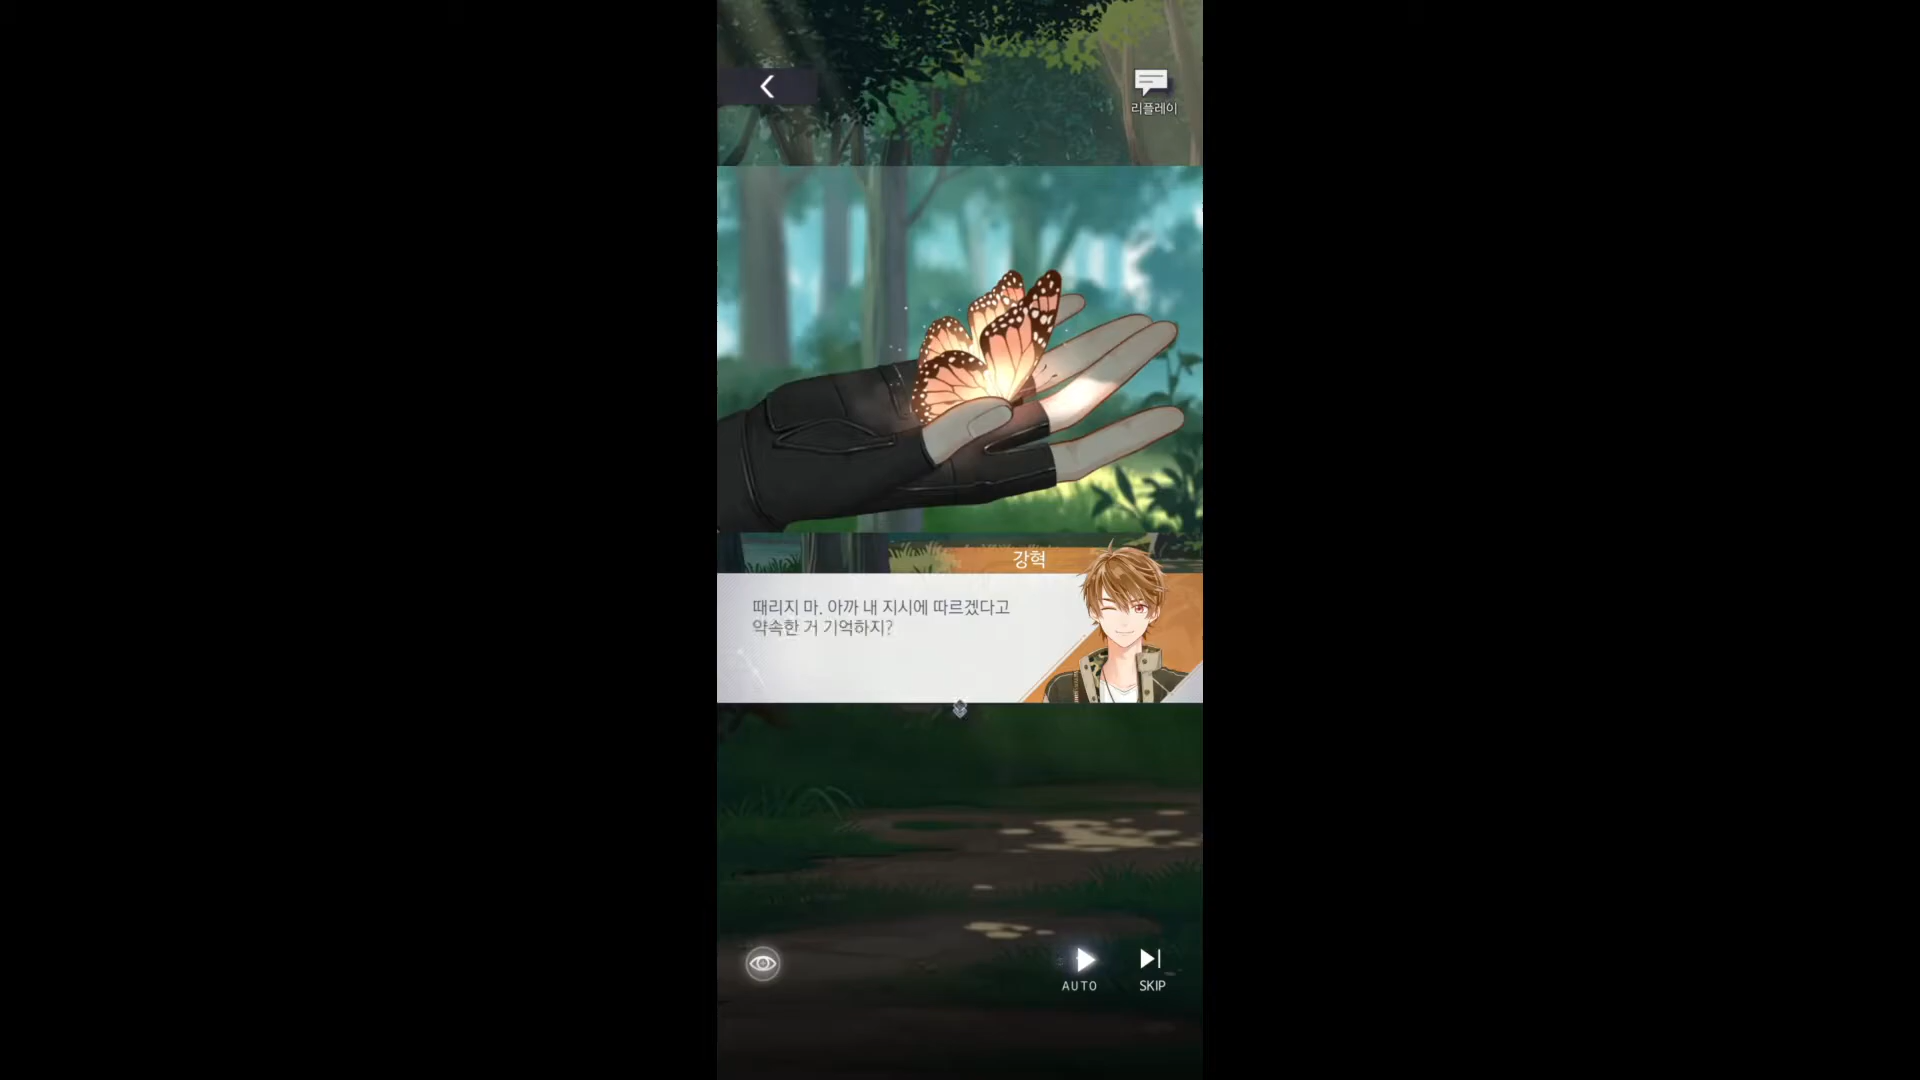 리플레이
강혁
때리지 마. 아까 내 지시에 따르겠다고
약속한 거 기억하지?
AUTO
SKIP